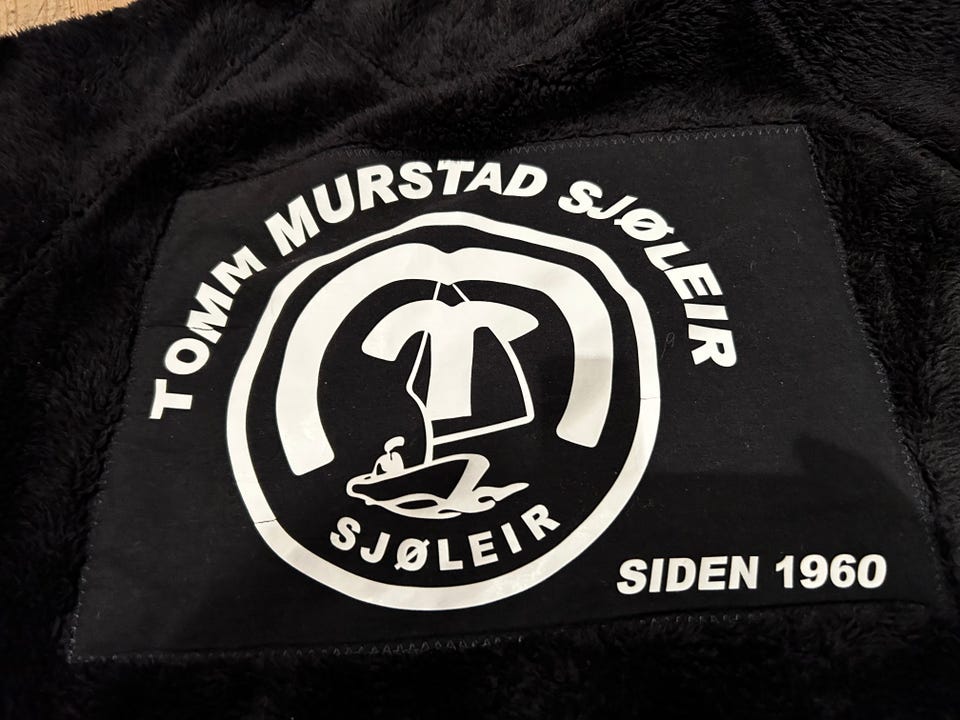 TOMM MURSTAD SJØLEIR
SJØLEIR
SIDEN 1960